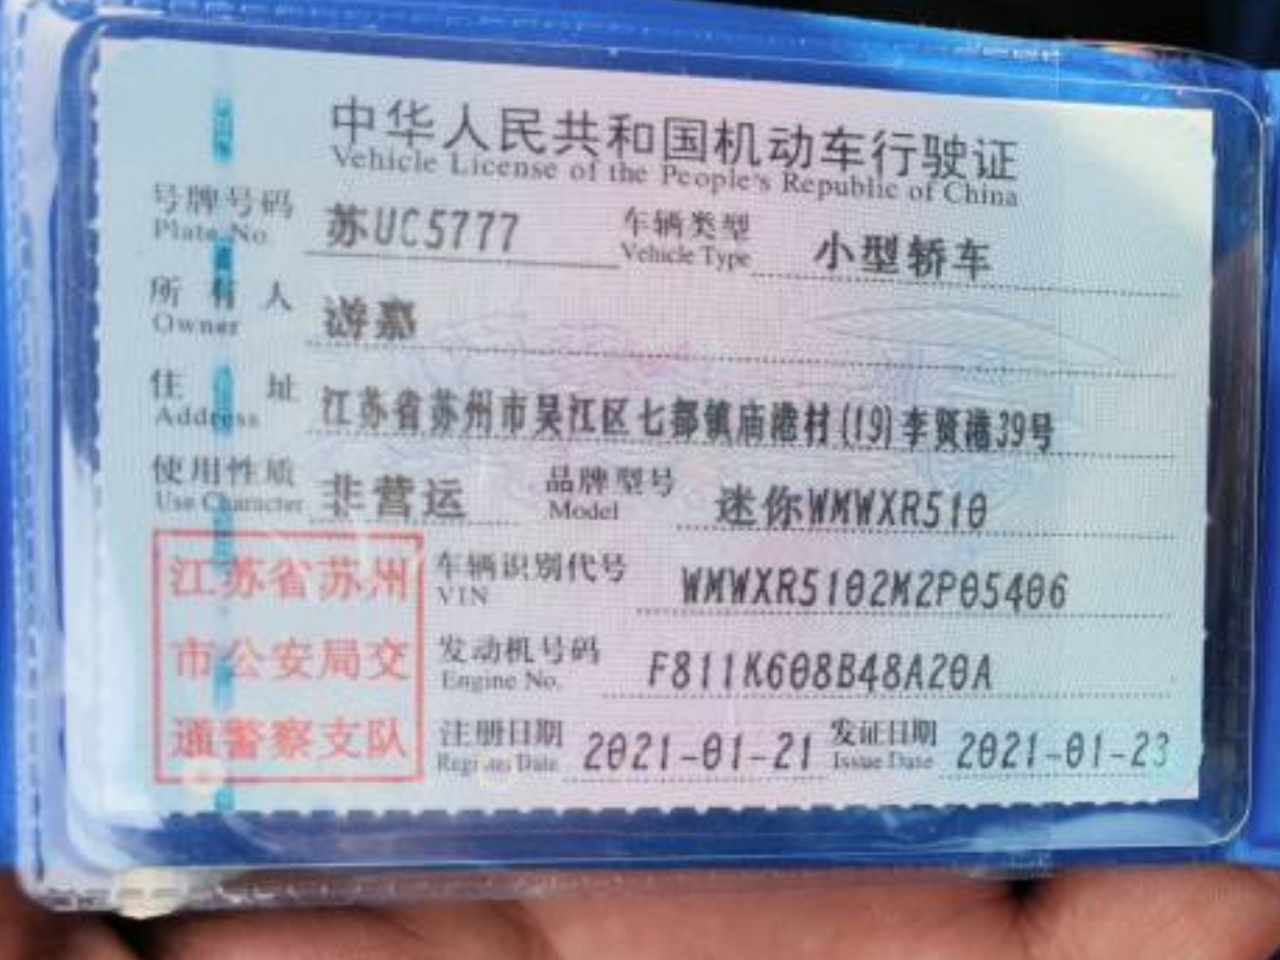 中华人民共和国机动车行驶证
Vehicle License of the People's Republic of China
号牌号码 苏UC5777 车辆类型 小型轿车
Plate No. Vehicle Type
所有人 游嘉
Owner
住址 江苏省苏州市吴江区七都镇庙港村(19)李贤港39号
Address
使用性质 非营运 品牌型号 迷你WMWXR510
Use Character Model
江苏省苏州
市公安局交
通警察支队
车辆识别代号 WMWXR5102M2P05406
VIN
发动机号码 F811K608B48A20A
Engine No.
注册日期 2021-01-21 发证日期 2021-01-23
Register Date Issue Date